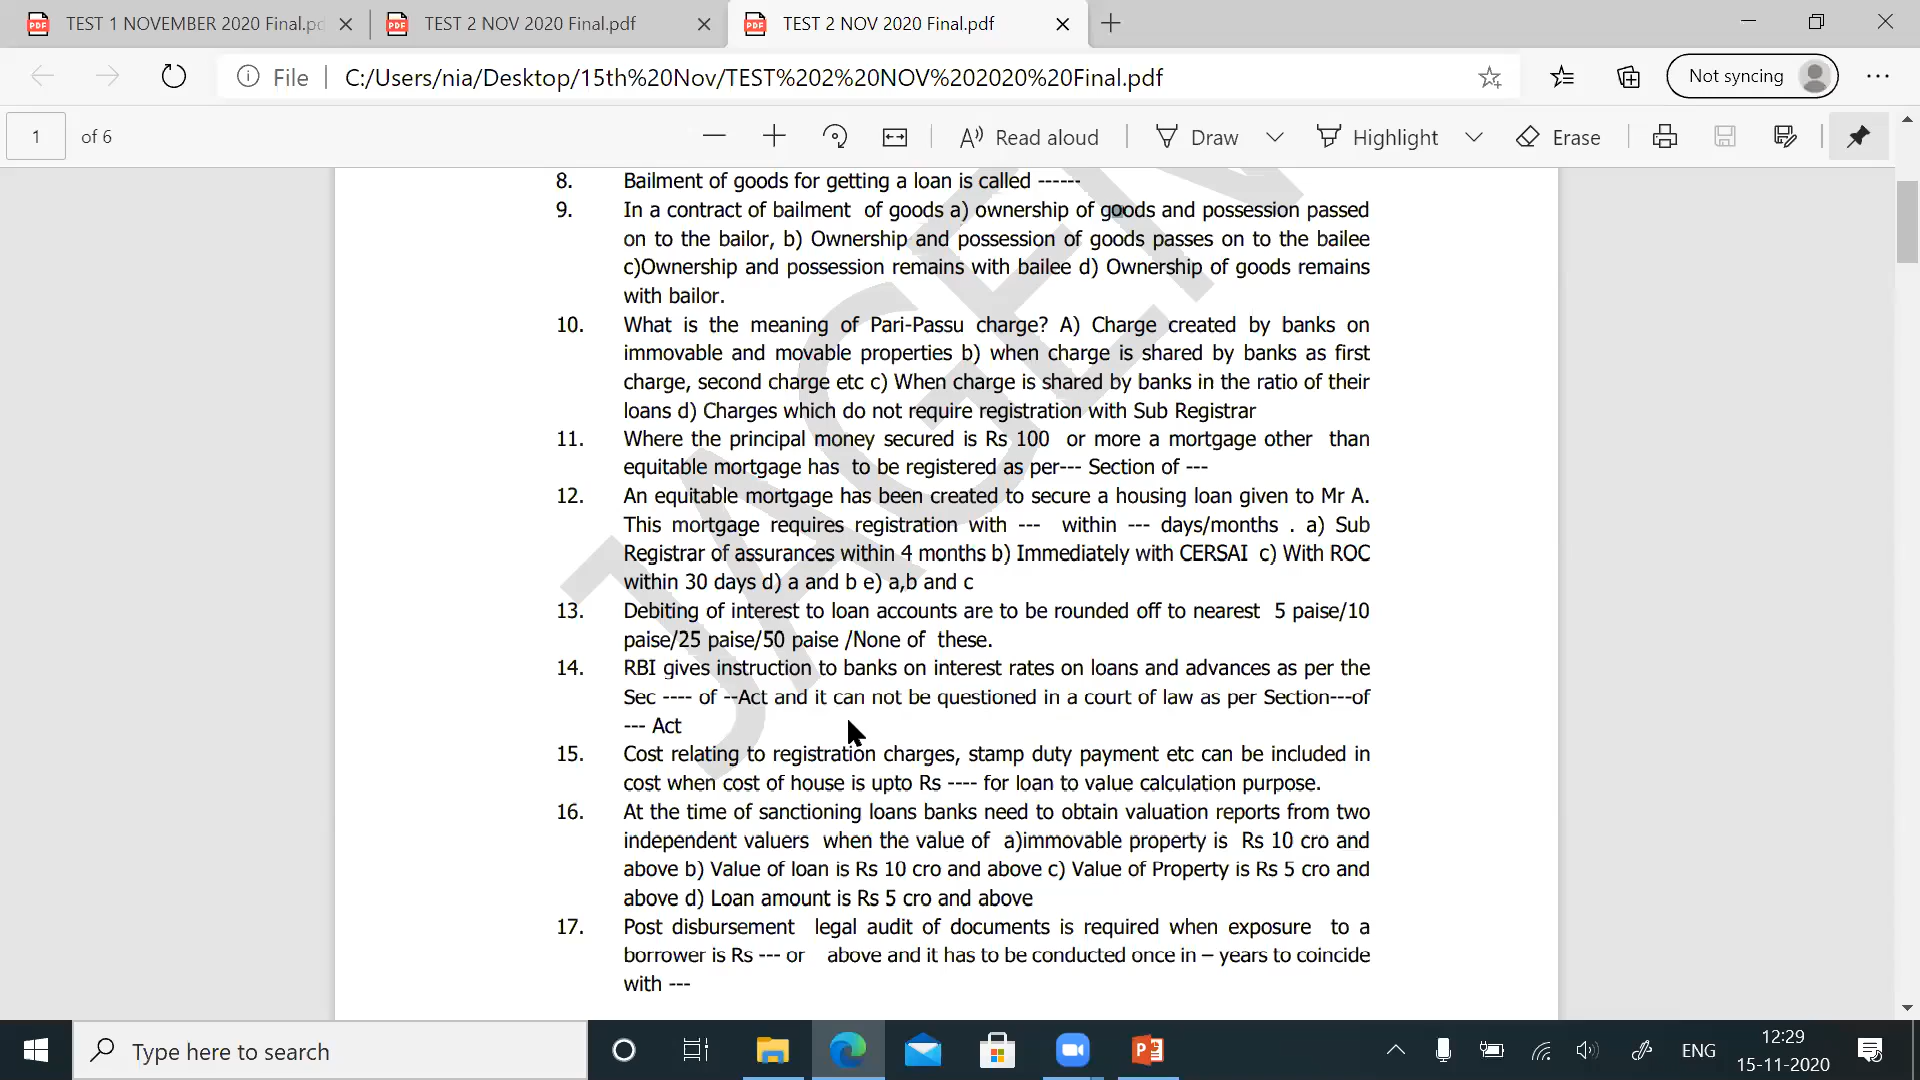 TEST 1 NOVEMBER 2020 Final.pd
TEST 2 NOV 2020 Final.pdf
TEST 2 NOV 2020 Final.pdf
File
C:/Users/nia/Desktop/15th%20Nov/TEST%202%20NOV%202020%20Final.pdf
Not syncing
1 of 6
Read aloud
Draw
Highlight
Erase
8. Bailment of goods for getting a loan is called ------
9. In a contract of bailment of goods a) ownership of goods and possession passed
on to the bailor, b) Ownership and possession of goods passes on to the bailee
c)Ownership and possession remains with bailee d) Ownership of goods remains
with bailor.
10. What is the meaning of Pari-Passu charge? A) Charge created by banks on
immovable and movable properties b) when charge is shared by banks as first
charge, second charge etc c) When charge is shared by banks in the ratio of their
loans d) Charges which do not require registration with Sub Registrar
11. Where the principal money secured is Rs 100 or more a mortgage other than
equitable mortgage has to be registered as per--- Section of ---
12. An equitable mortgage has been created to secure a housing loan given to Mr A.
This mortgage requires registration with --- within --- days/months . a) Sub
Registrar of assurances within 4 months b) Immediately with CERSAI c) With ROC
within 30 days d) a and b e) a,b and c
13. Debiting of interest to loan accounts are to be rounded off to nearest 5 paise/10
paise/25 paise/50 paise /None of these.
14. RBI gives instruction to banks on interest rates on loans and advances as per the
Sec ---- of --Act and it can not be questioned in a court of law as per Section---of
--- Act
15. Cost relating to registration charges, stamp duty payment etc can be included in
cost when cost of house is upto Rs ---- for loan to value calculation purpose.
16. At the time of sanctioning loans banks need to obtain valuation reports from two
independent valuers when the value of a)immovable property is Rs 10 cro and
above b) Value of loan is Rs 10 cro and above c) Value of Property is Rs 5 cro and
above d) Loan amount is Rs 5 cro and above
17. Post disbursement legal audit of documents is required when exposure to a
borrower is Rs --- or above and it has to be conducted once in – years to coincide
with ---
Type here to search
ENG
12:29
15-11-2020